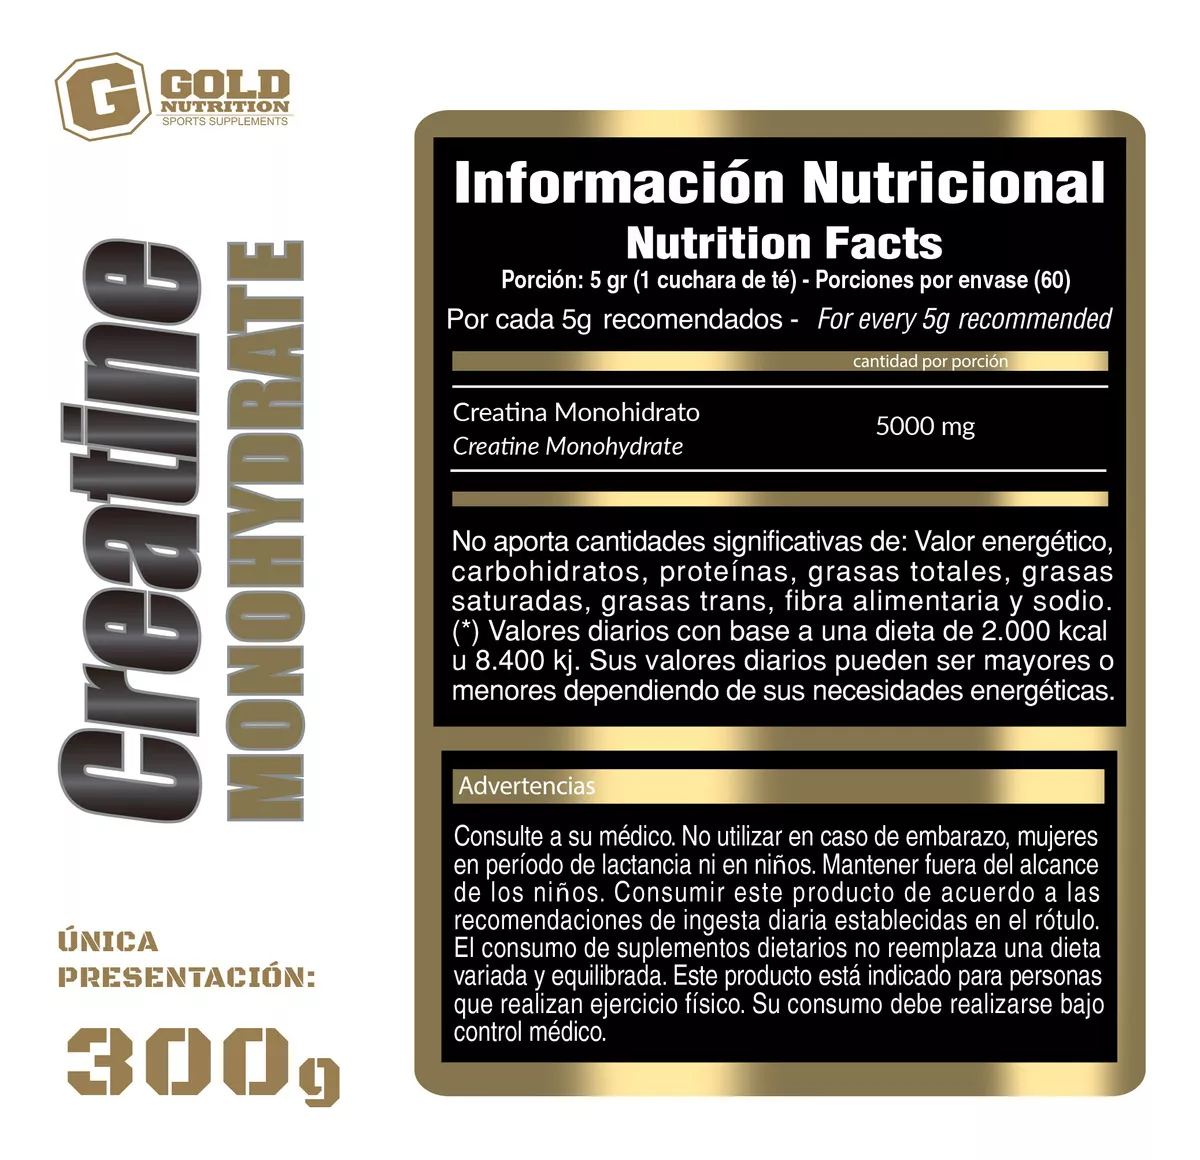 G GOLD
NUTRITION
SPORTS SUPPLEMENTS
Creatine
MONOHYDRATE
ÚNICA
PRESENTACIÓN:
300g
Información Nutricional
Nutrition Facts
Porción: 5 gr (1 cuchara de té) - Porciones por envase (60)
Por cada 5g recomendados - For every 5g recommended
cantidad por porción
Creatina Monohidrato
5000 mg
Creatine Monohydrate
No aporta cantidades significativas de: Valor energético,
carbohidratos, proteínas, grasas totales, grasas
saturadas, grasas trans, fibra alimentaria y sodio.
(*) Valores diarios con base a una dieta de 2.000 kcal
u 8.400 kj. Sus valores diarios pueden ser mayores o
menores dependiendo de sus necesidades energéticas.
Advertencias
Consulte a su médico. No utilizar en caso de embarazo, mujeres
en período de lactancia ni en niños. Mantener fuera del alcance
de los niños. Consumir este producto de acuerdo a las
recomendaciones de ingesta diaria establecidas en el rótulo.
El consumo de suplementos dietarios no reemplaza una dieta
variada y equilibrada. Este producto está indicado para personas
que realizan ejercicio físico. Su consumo debe realizarse bajo
control médico.